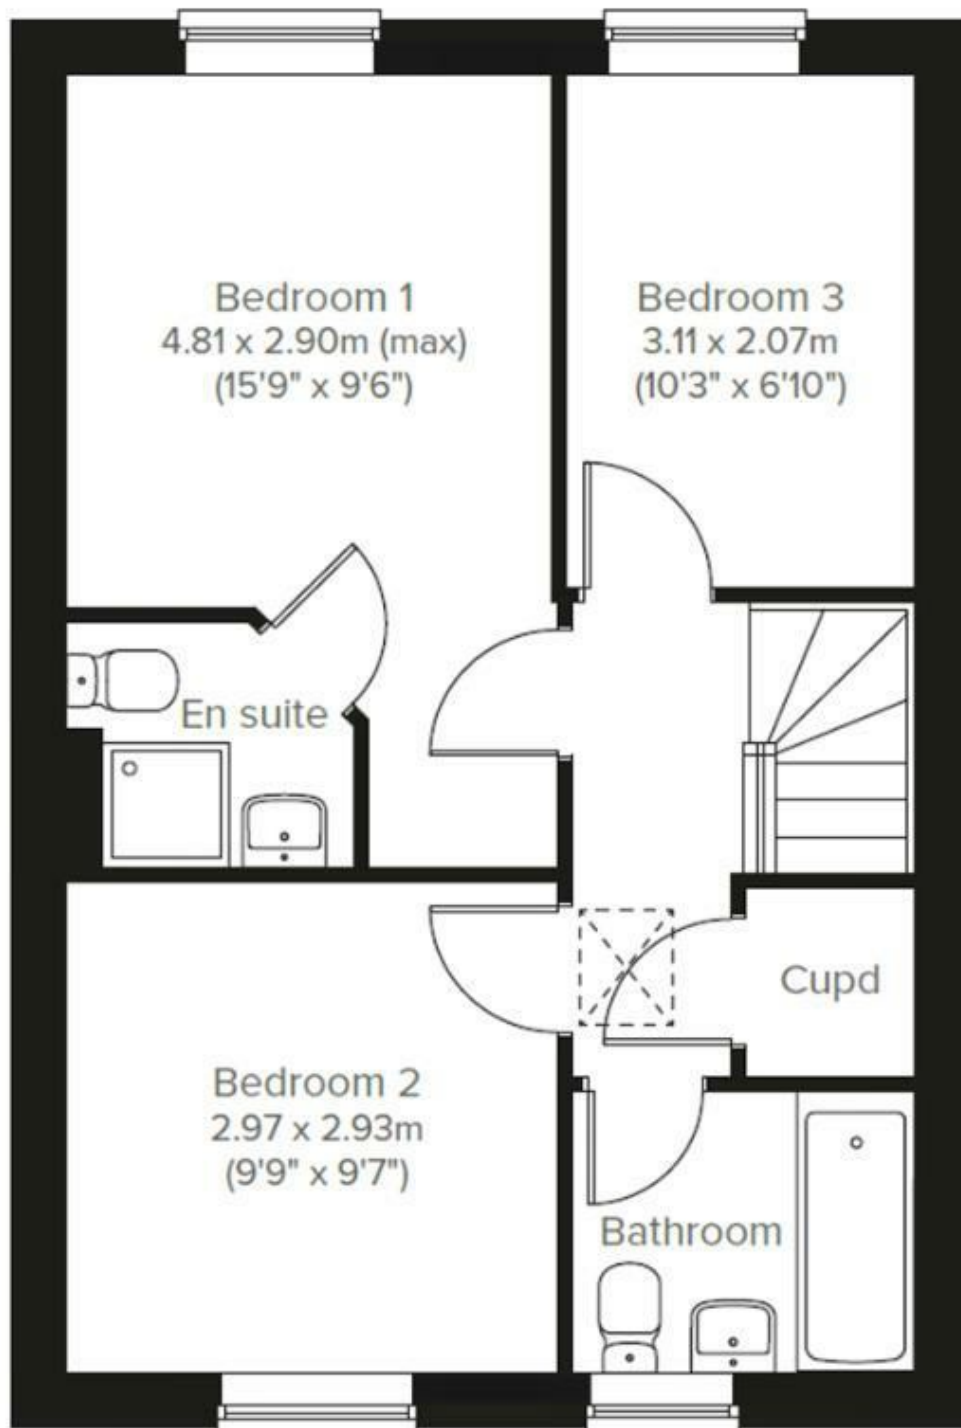 Bedroom 1
4.81 x 2.90m (max)
(15'9" x 9'6")
Bedroom 3
3.11 x 2.07m
(10'3" x 6'10")
En suite
Cupd
Bedroom 2
2.97 x 2.93m
(9'9" x 9'7")
Bathroom